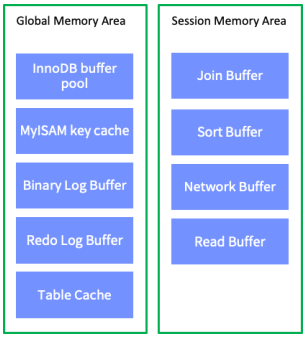 Global Memory Area
InnoDB buffer
pool
MyISAM key cache
Binary Log Buffer
Redo Log Buffer
Table Cache
Session Memory Area
Join Buffer
Sort Buffer
Network Buffer
Read Buffer